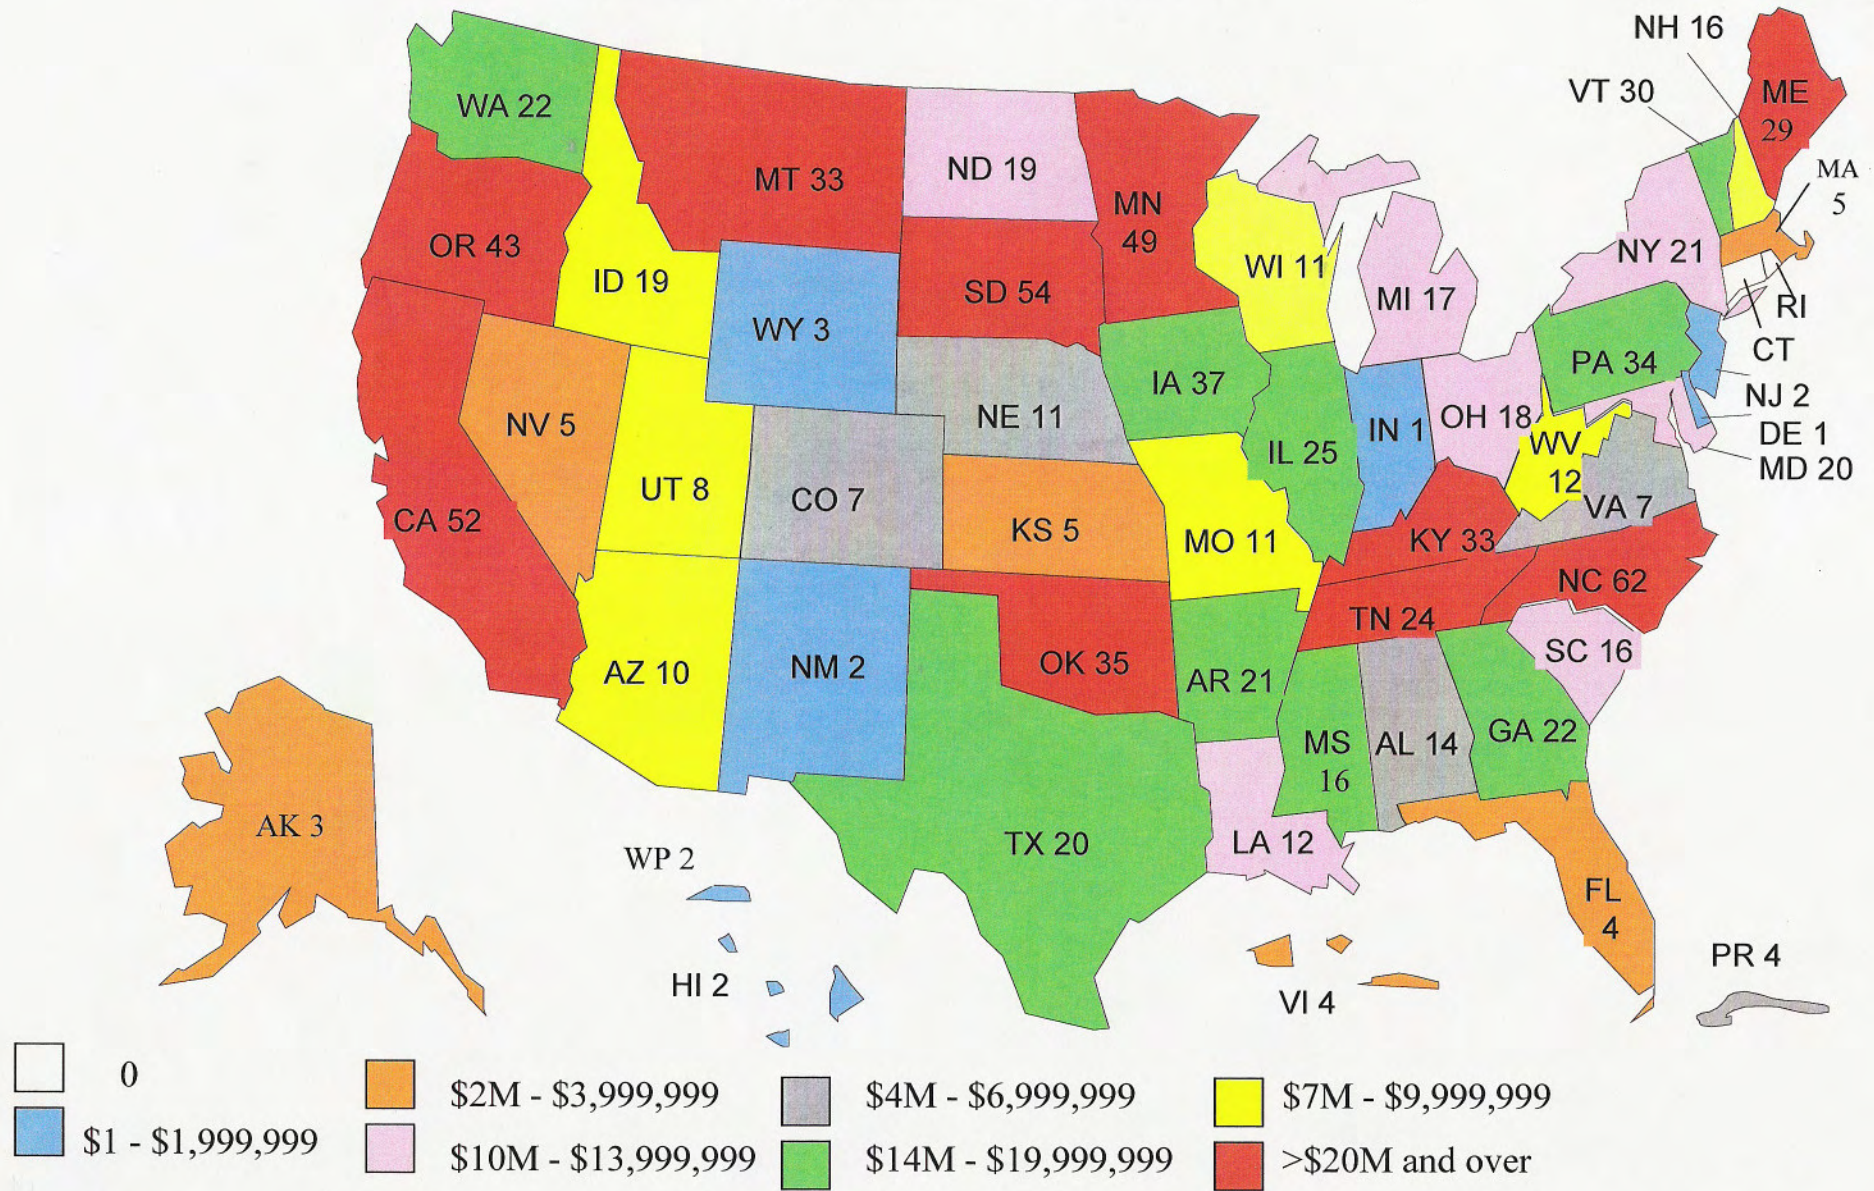 NH 16
VT 30
ME
29
WA 22
MT 33
ND 19
MN
49
MA
5
OR 43
ID 19
SD 54
WI 11
MI 17
NY 21
RI
CT
WY 3
IA 37
PA 34
NJ 2
NV 5
NE 11
IL 25
IN 1
OH 18
WV
12
DE 1
MD 20
UT 8
CO 7
KS 5
MO 11
KY 33
VA 7
CA 52
NC 62
TN 24
AZ 10
NM 2
OK 35
AR 21
SC 16
MS
16
AL 14
GA 22
AK 3
WP 2
TX 20
LA 12
FL
4
HI 2
VI 4
PR 4
0
$2M - $3,999,999
$4M - $6,999,999
$7M - $9,999,999
$1 - $1,999,999
$10M - $13,999,999
$14M - $19,999,999
>$20M and over